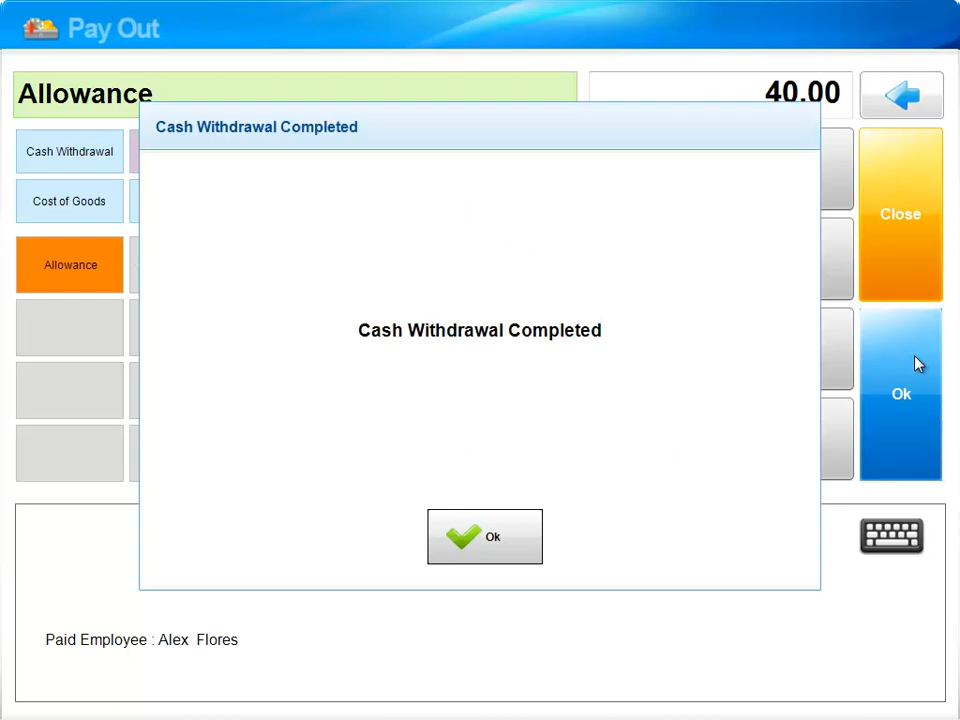 Pay Out
Allowance
40.00
Cash Withdrawal Completed
Cash Withdrawal
Cost of Goods
Close
Allowance
Cash Withdrawal Completed
Ok
Ok
Paid Employee : Alex Flores